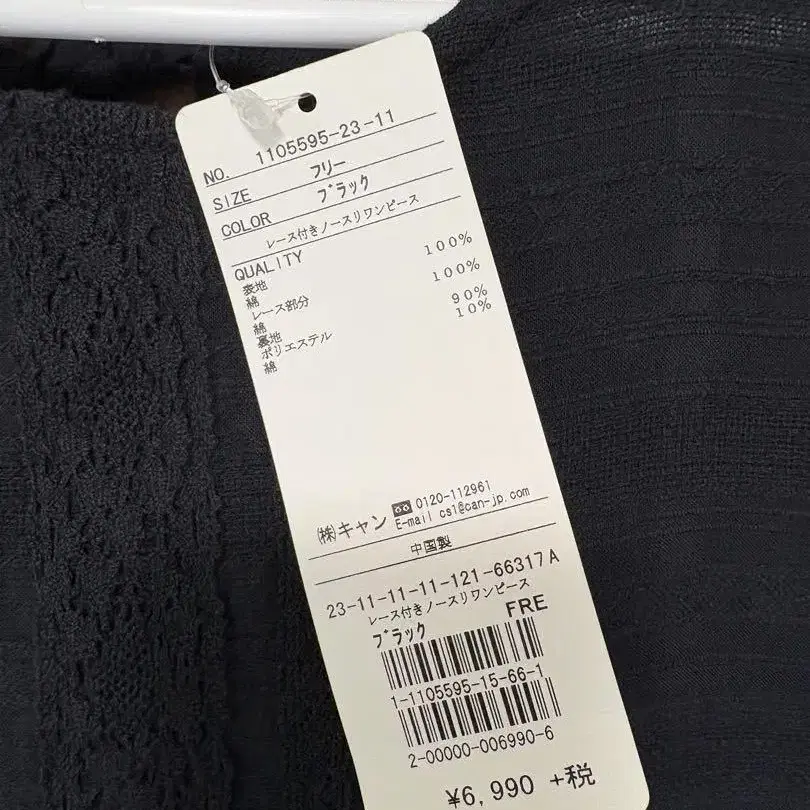 NO. 1105595-23-11
SIZE フリー
COLOR ブラック
レース付きノースリワンピース
QUALITY
表地
綿 100%
レース部分
綿 100%
裏地
ポリエステル 90%
綿 10%
(株)キャン 0120-112961
E-mail cs1@can-jp.com
中国製
23-11-11-11-121-66317A
レース付きノースリワンピース
ブラック FRE
1-1105595-15-66-1
2-00000-006990-6
¥6,990 +税